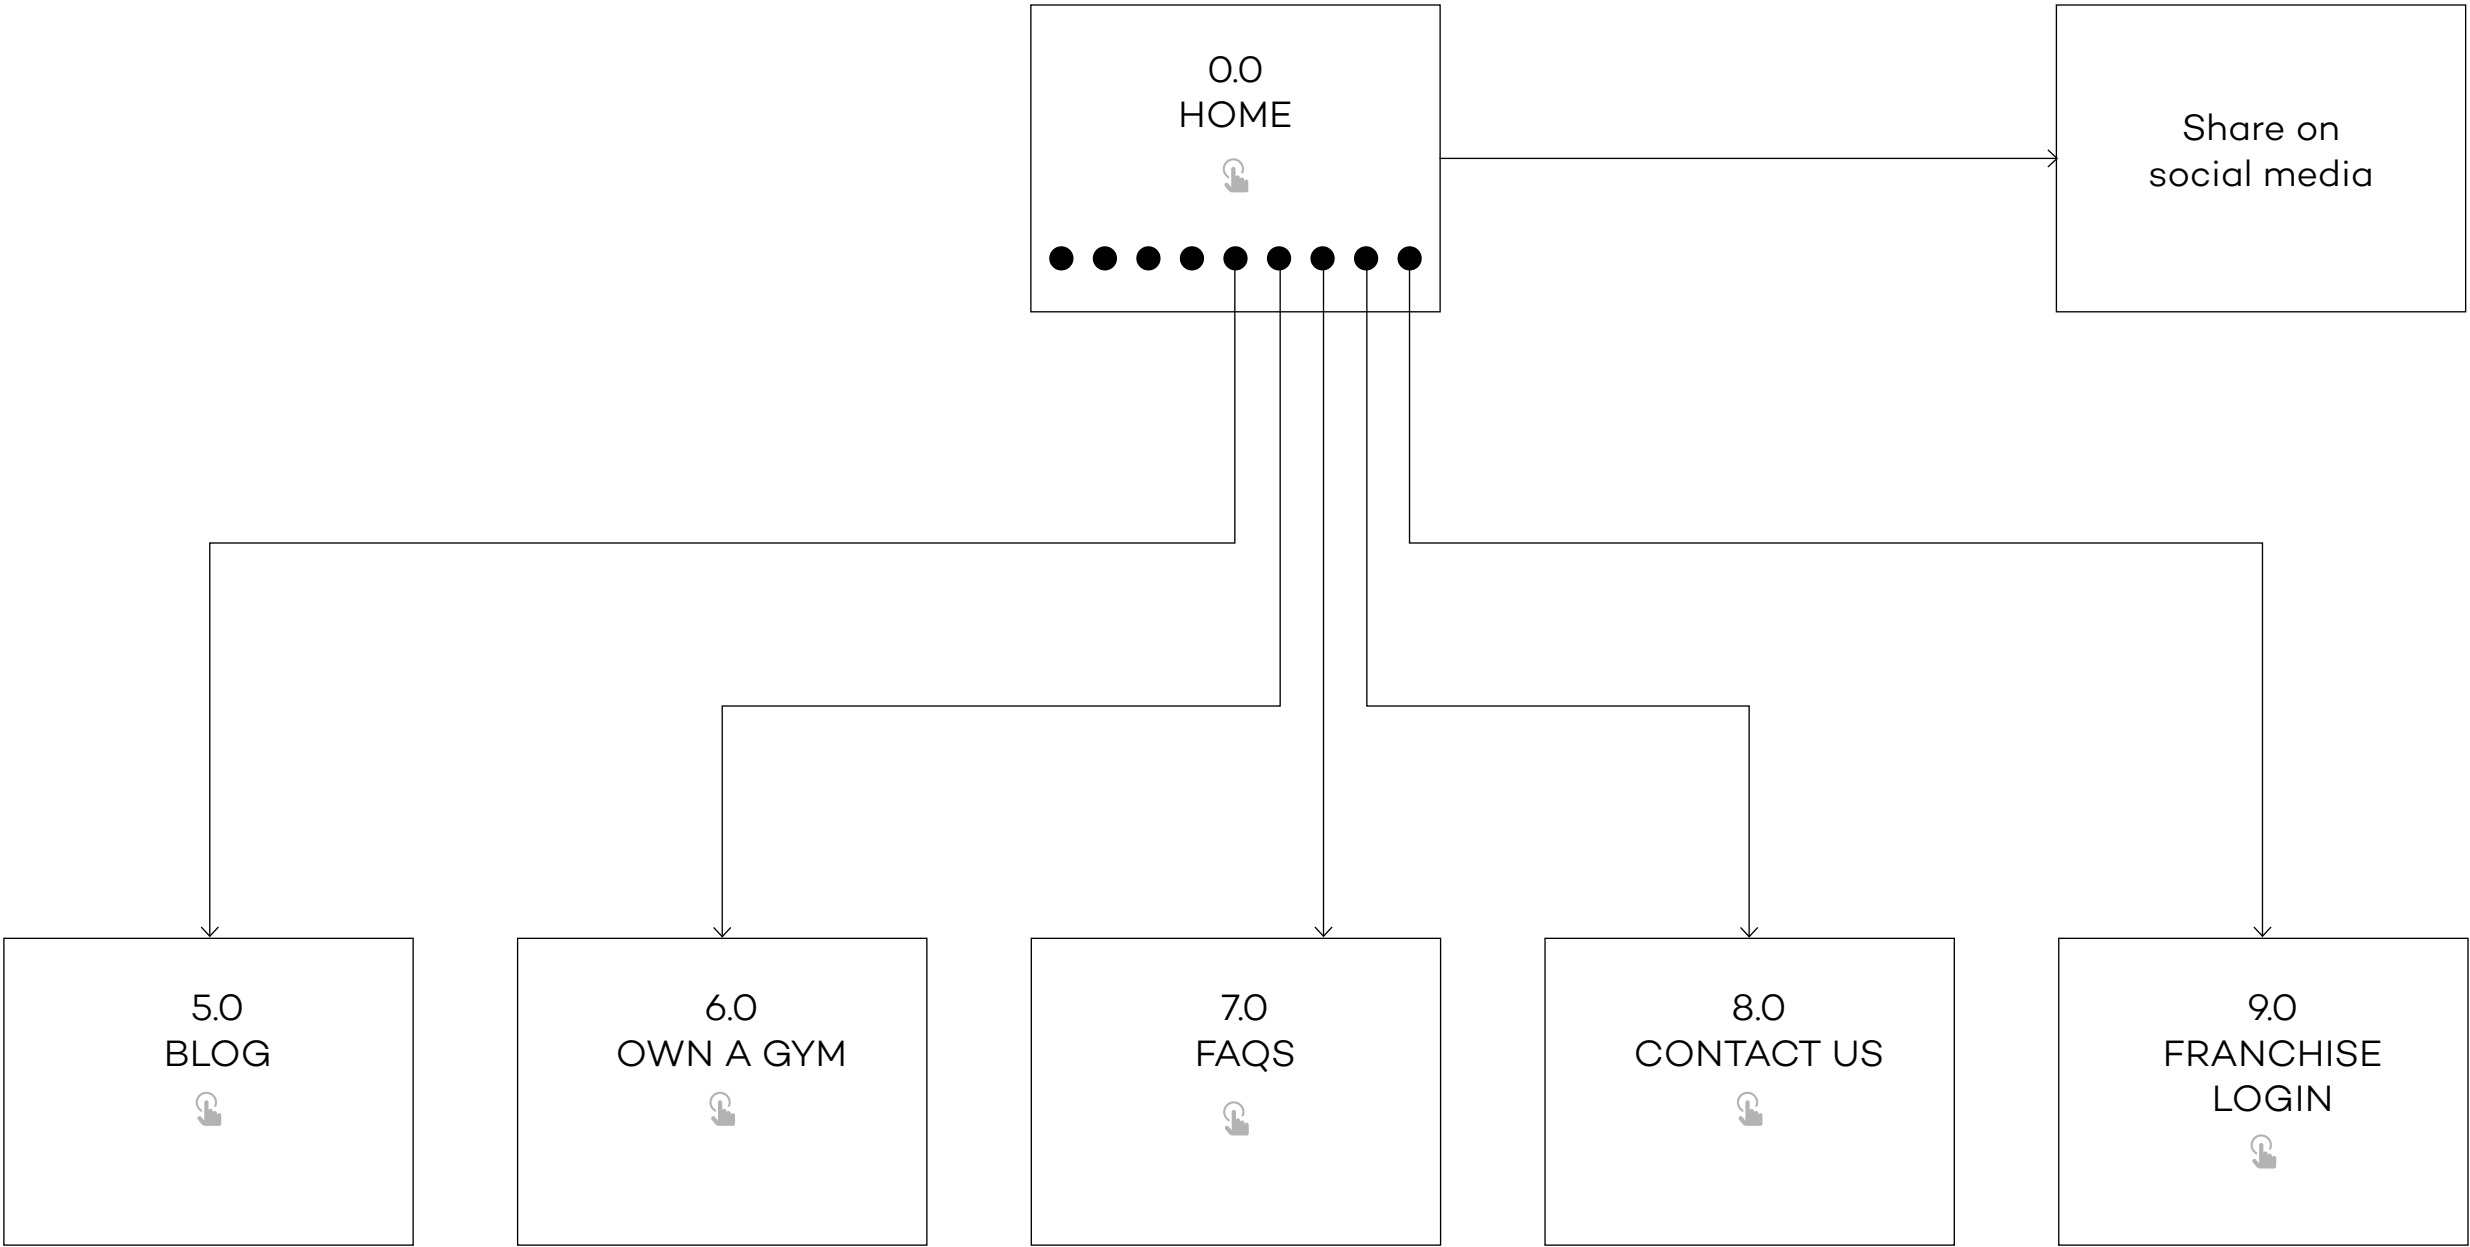 0.0
HOME
Share on
social media
5.0
BLOG
6.0
OWN A GYM
7.0
FAQS
8.0
CONTACT US
9.0
FRANCHISE
LOGIN